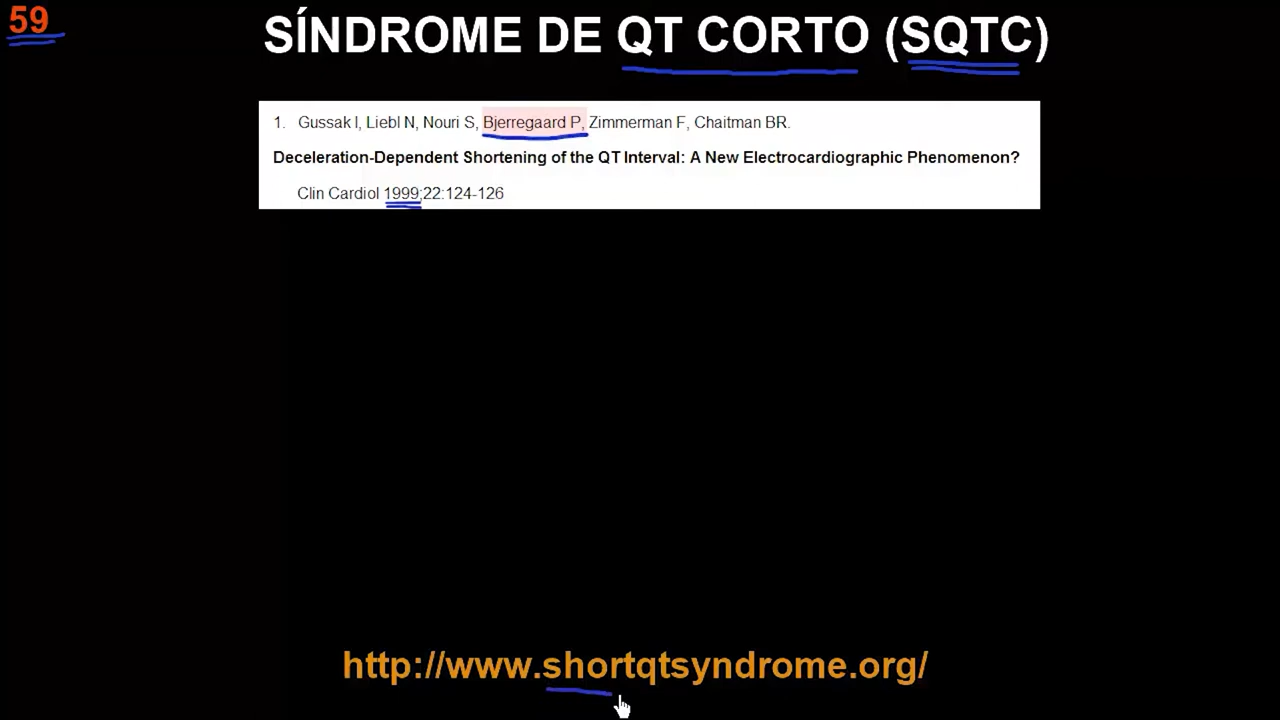 59
SÍNDROME DE QT CORTO (SQTC)
1. Gussak I, Liebl N, Nouri S, Bjerregaard P, Zimmerman F, Chaitman BR.
Deceleration-Dependent Shortening of the QT Interval: A New Electrocardiographic Phenomenon?
Clin Cardiol 1999;22:124-126
http://www.shortqtsyndrome.org/